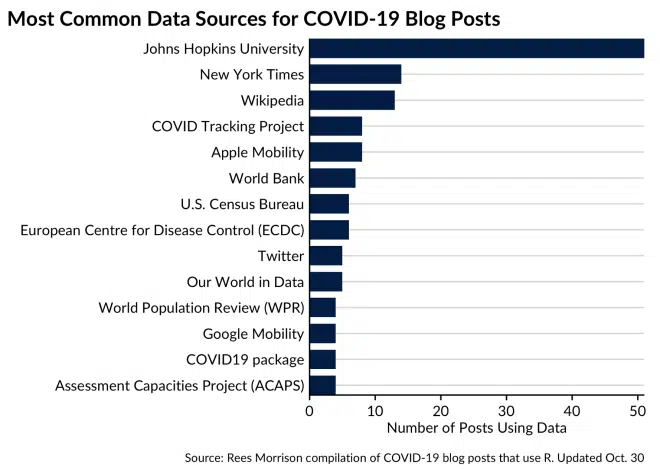 Most Common Data Sources for COVID-19 Blog Posts
Johns Hopkins University
New York Times
Wikipedia
COVID Tracking Project
Apple Mobility
World Bank
U.S. Census Bureau
European Centre for Disease Control (ECDC)
Twitter
Our World in Data
World Population Review (WPR)
Google Mobility
COVID19 package
Assessment Capacities Project (ACAPS)
0 10 20 30 40 50
Number of Posts Using Data
Source: Rees Morrison compilation of COVID-19 blog posts that use R. Updated Oct. 30